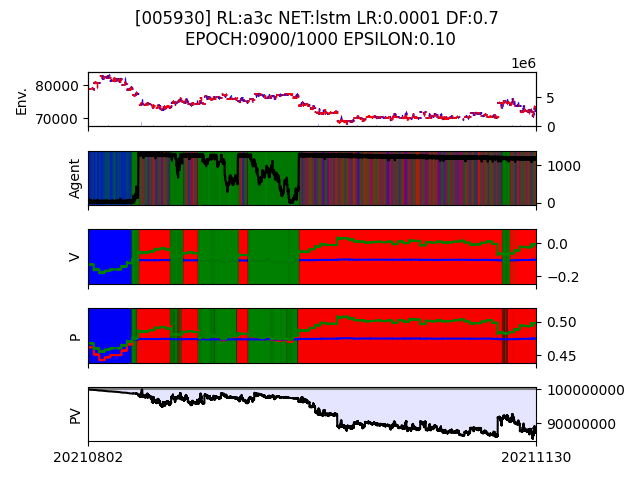 [005930] RL:a3c NET:lstm LR:0.0001 DF:0.7
EPOCH:0900/1000 EPSILON:0.10
1e6
Env.
80000
70000
5
0
Agent
1000
0
V
0.0
−0.2
P
0.50
0.45
PV
100000000
90000000
20210802
20211130